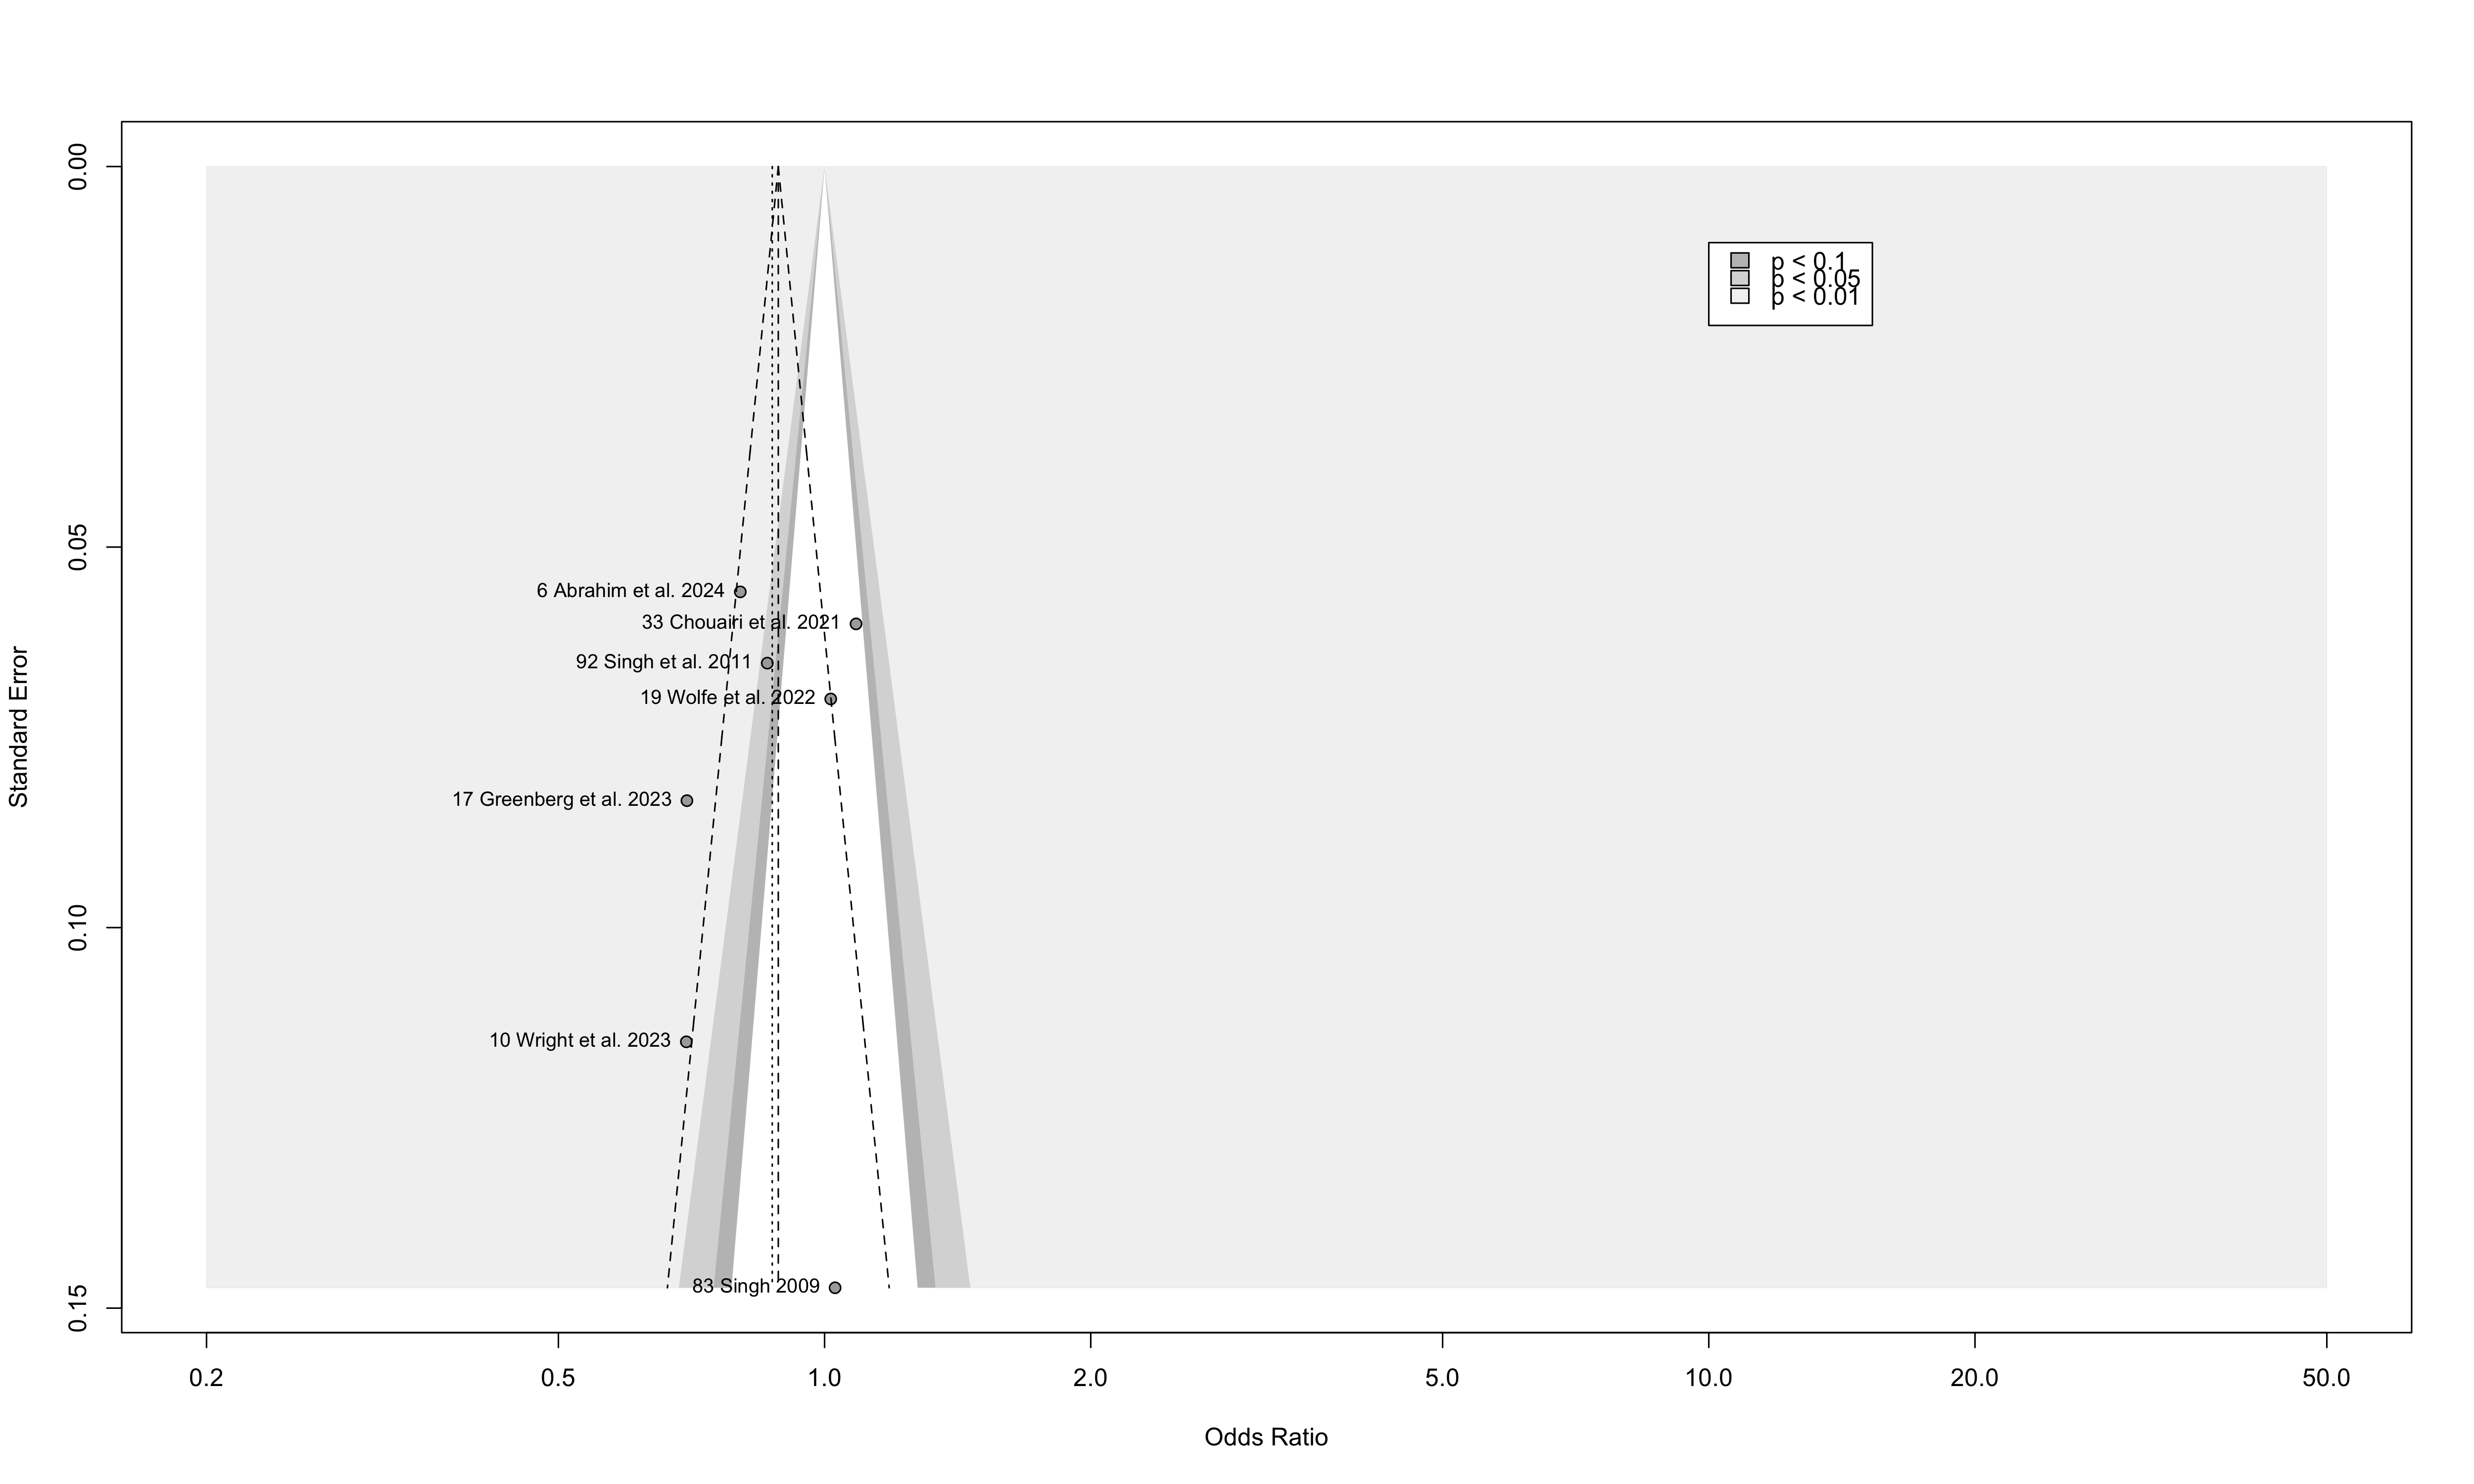 0.00
p < 0.1
p < 0.05
p < 0.01
0.05
6 Abrahim et al. 2024
33 Chouairi et al. 2021
92 Singh et al. 2011
19 Wolfe et al. 2022
Standard Error
17 Greenberg et al. 2023
0.10
10 Wright et al. 2023
83 Singh 2009
0.15
0.2 0.5 1.0 2.0 5.0 10.0 20.0 50.0
Odds Ratio